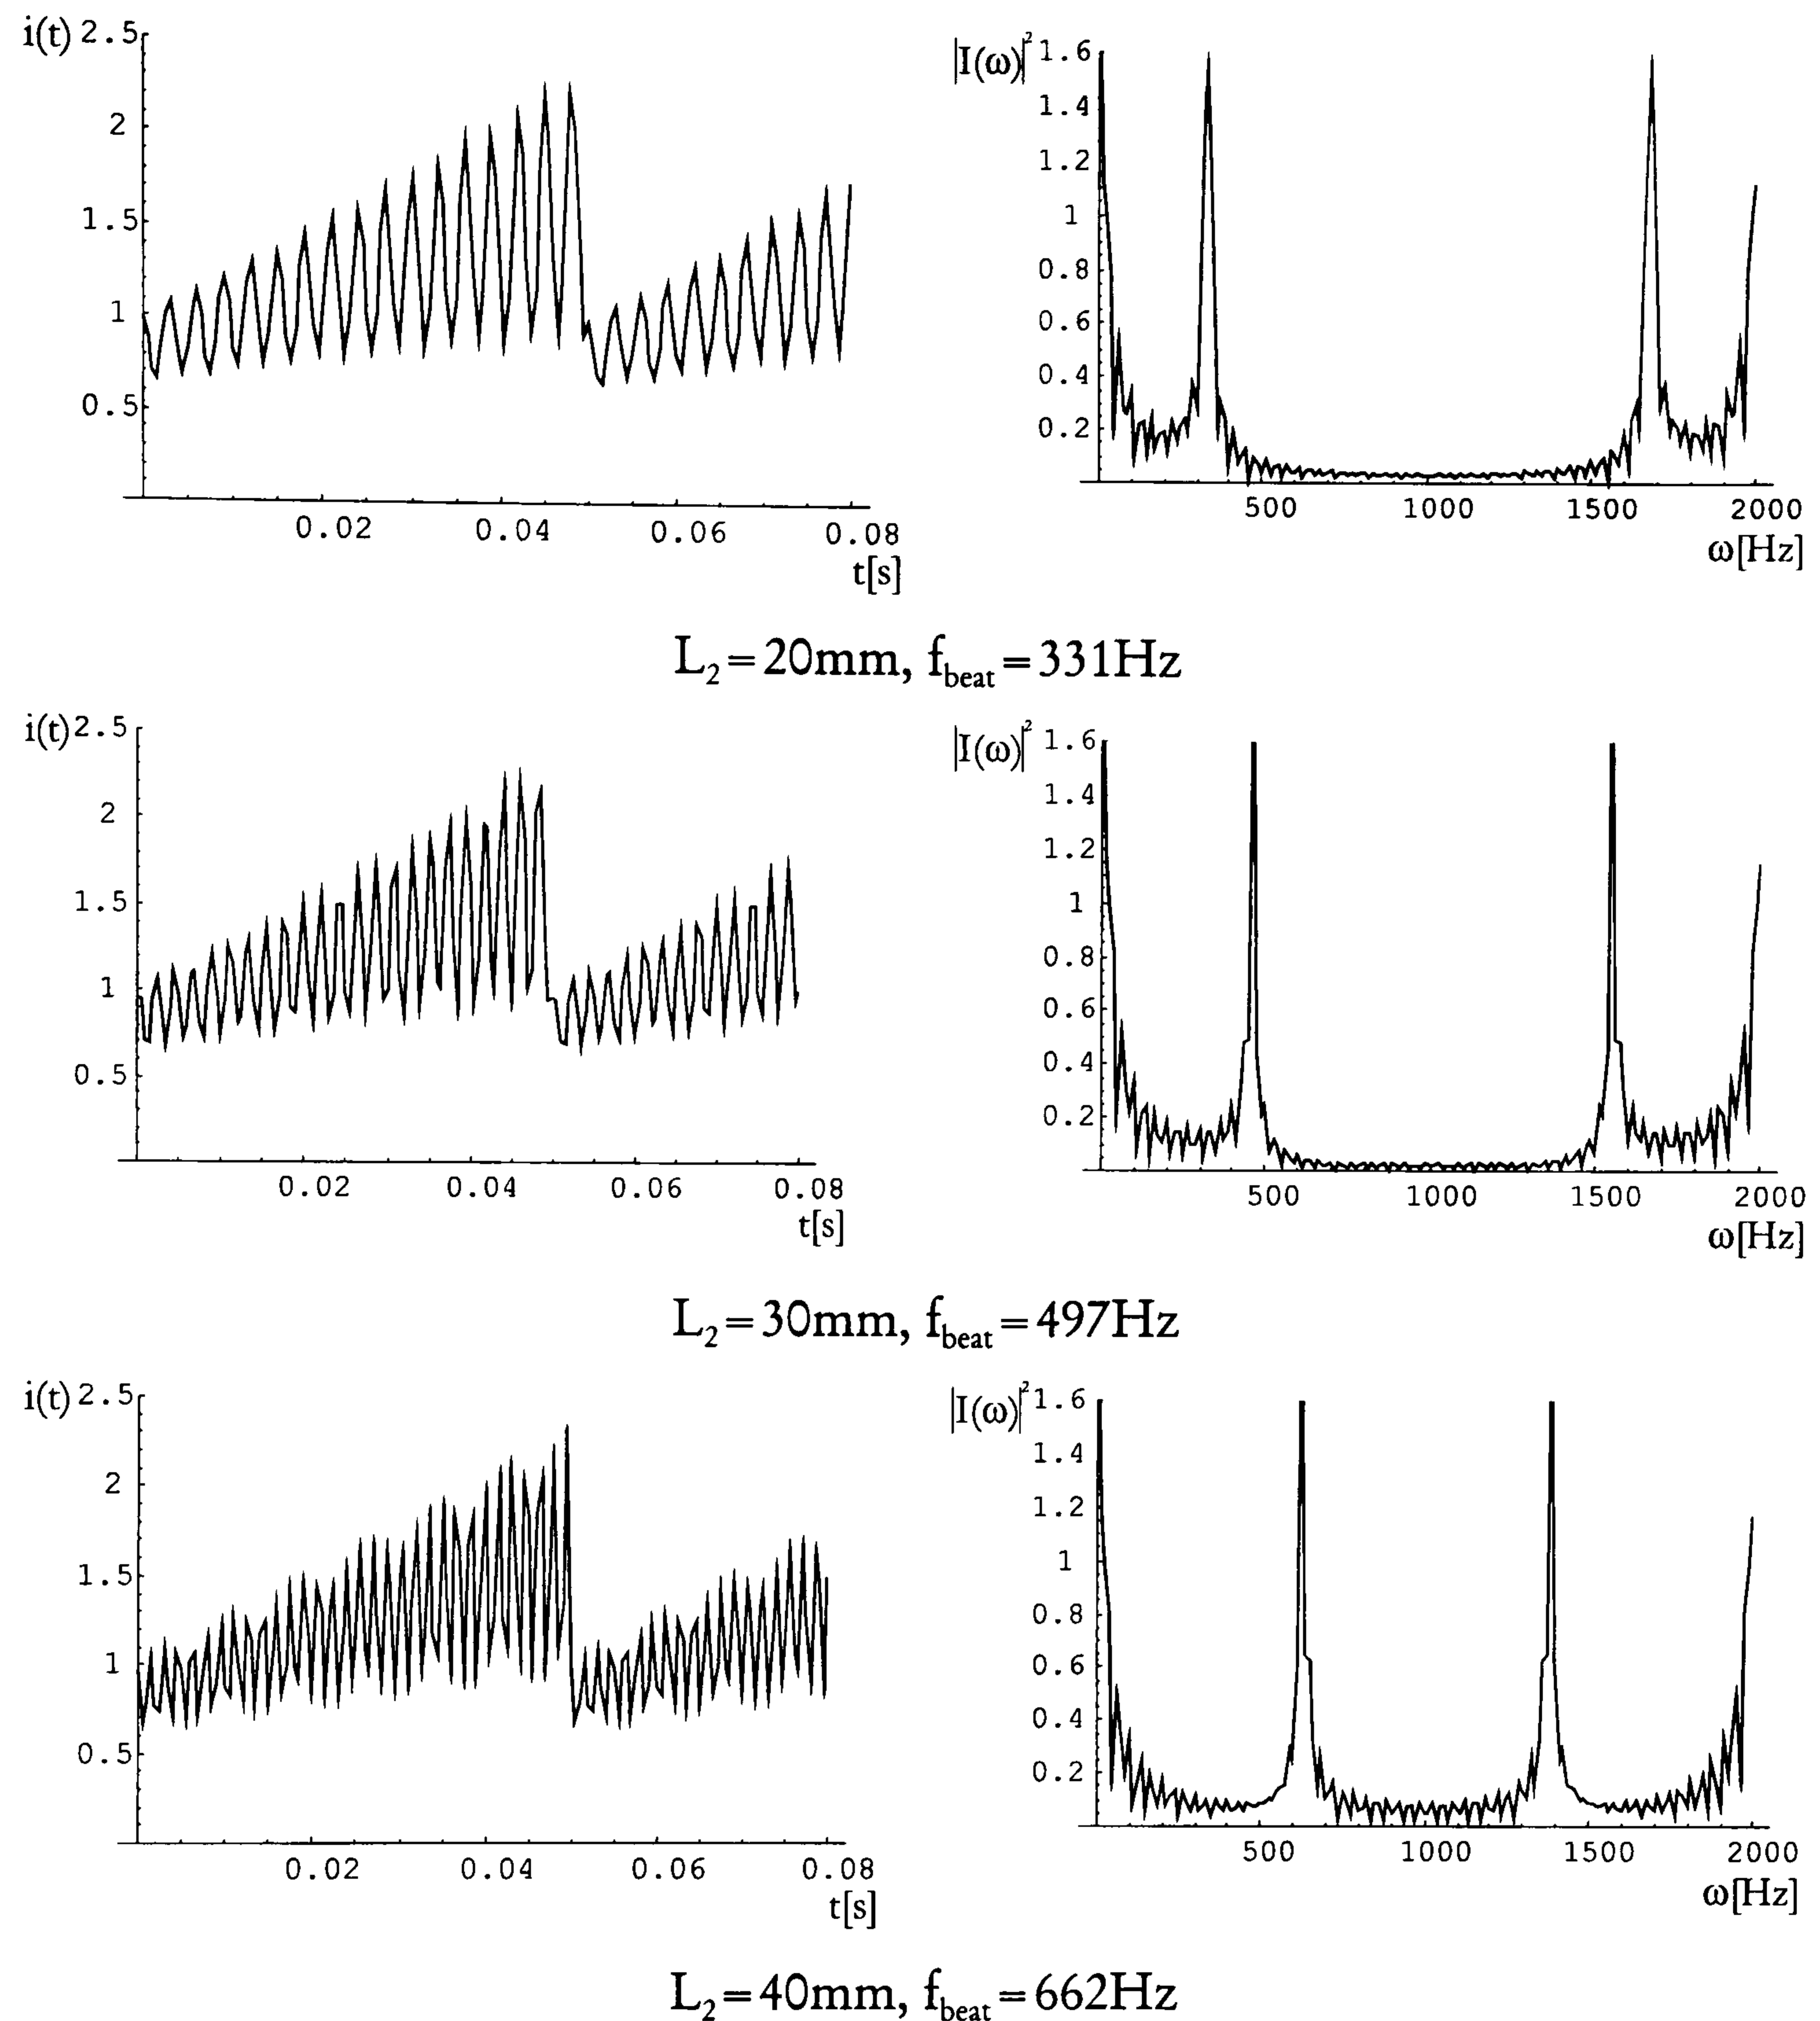 i(t) 2.5
2
1.5
1
0.5
0.02 0.04 0.06 0.08
t[s]
|I(ω)|² 1.6
1.4
1.2
1
0.8
0.6
0.4
0.2
500 1000 1500 2000
ω[Hz]
L₂=20mm, f_beat=331Hz
i(t) 2.5
2
1.5
1
0.5
0.02 0.04 0.06 0.08
t[s]
|I(ω)|² 1.6
1.4
1.2
1
0.8
0.6
0.4
0.2
500 1000 1500 2000
ω[Hz]
L₂=30mm, f_beat=497Hz
i(t) 2.5
2
1.5
1
0.5
0.02 0.04 0.06 0.08
t[s]
|I(ω)|² 1.6
1.4
1.2
1
0.8
0.6
0.4
0.2
500 1000 1500 2000
ω[Hz]
L₂=40mm, f_beat=662Hz